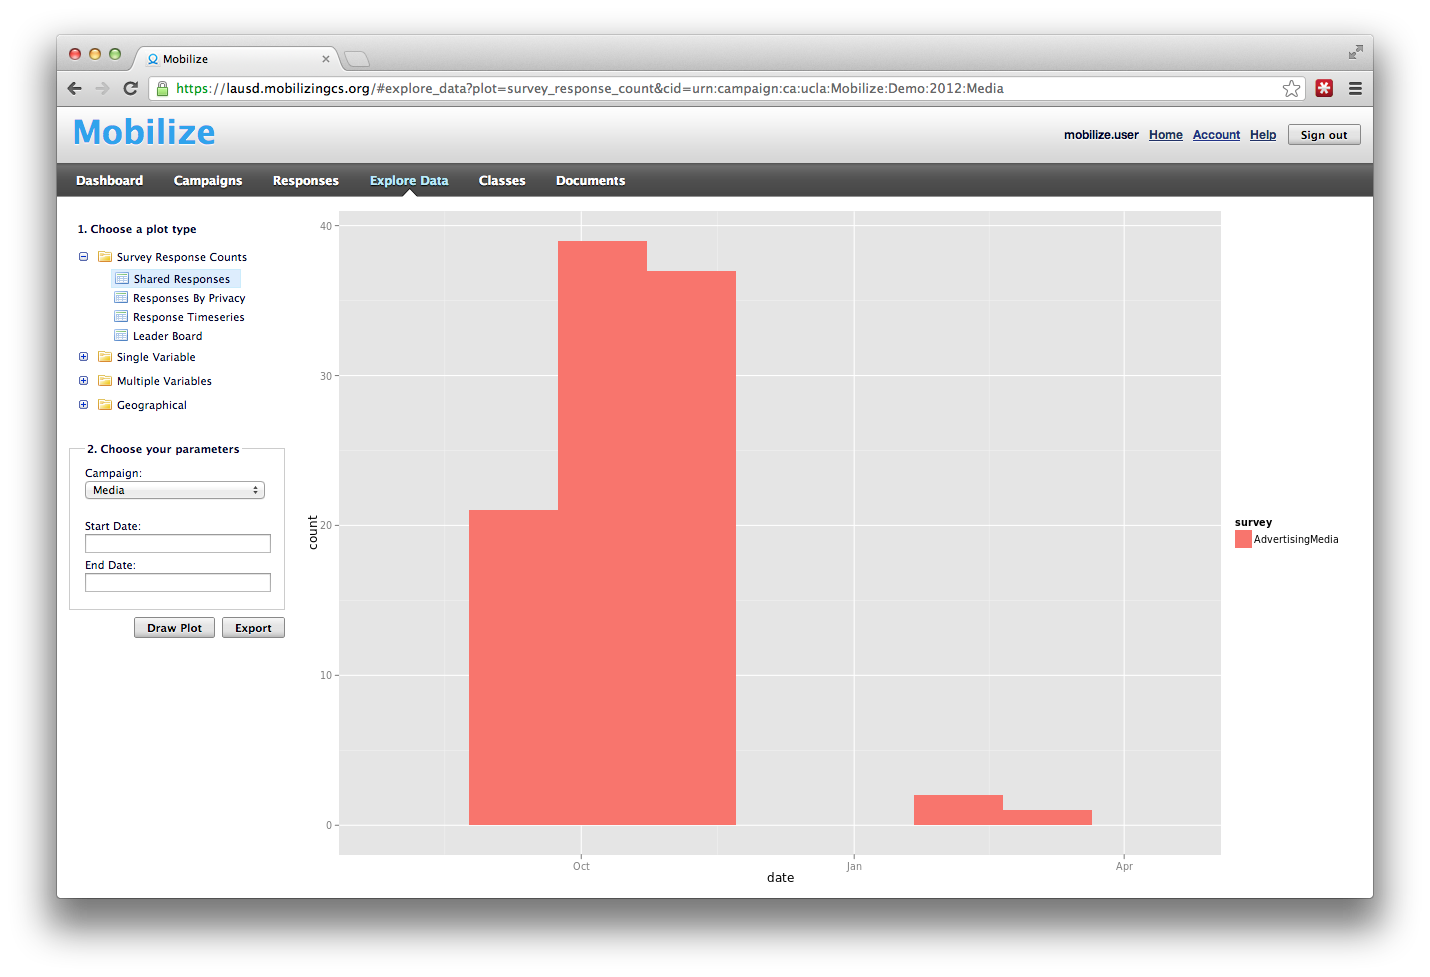 Mobilize
https://lausd.mobilizingcs.org/#explore_data?plot=survey_response_count&cid=urn:campaign:ca:ucla:Mobilize:Demo:2012:Media
Mobilize
mobilize.user Home Account Help Sign out
Dashboard Campaigns Responses Explore Data Classes Documents
1. Choose a plot type
Survey Response Counts
Shared Responses
Responses By Privacy
Response Timeseries
Leader Board
Single Variable
Multiple Variables
Geographical
2. Choose your parameters
Campaign:
Media
Start Date:
End Date:
Draw Plot Export
count
40
30
20
10
0
Oct Jan Apr
date
survey
AdvertisingMedia